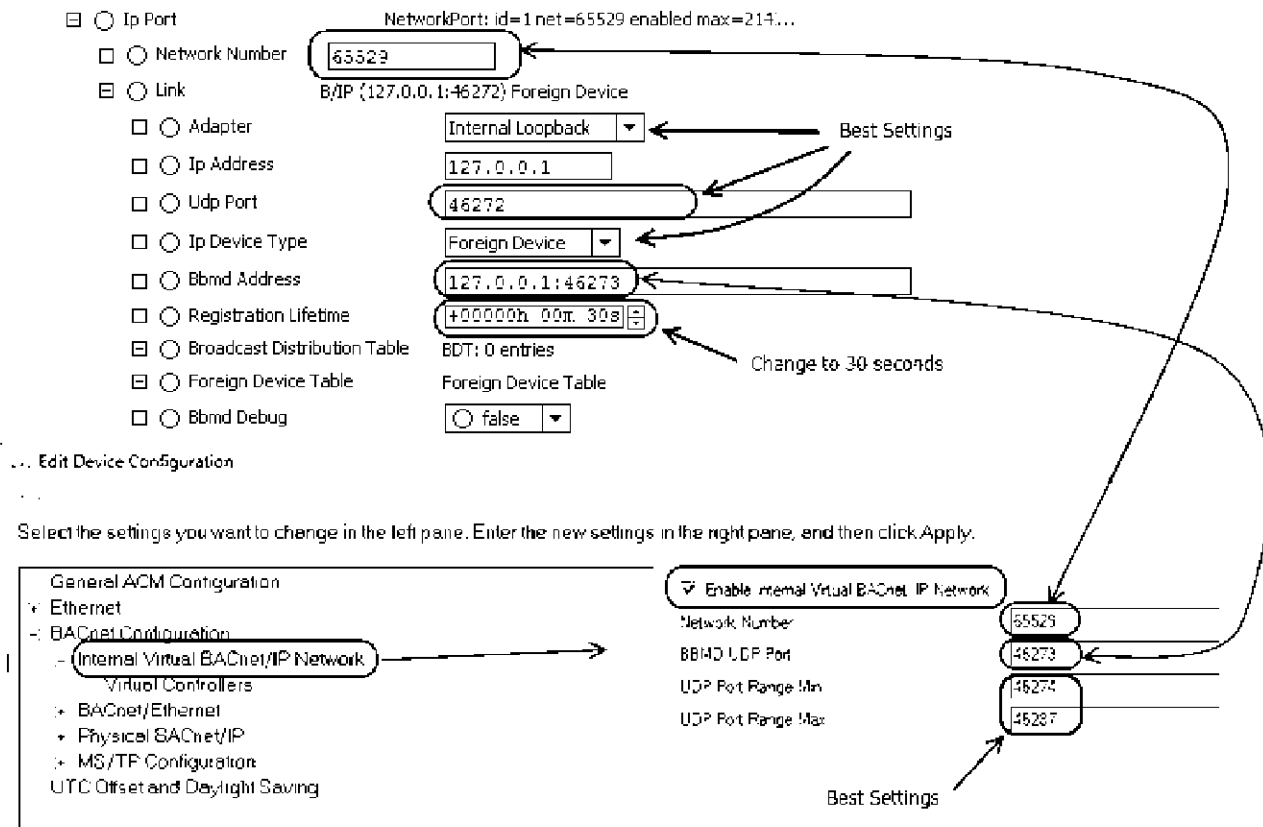 Ip Port NetworkPort: id=1 net=65529 enabled max=214...
Network Number 65529
Link B/IP (127.0.0.1:46272) Foreign Device
Adapter Internal Loopback
Best Settings
Ip Address 127.0.0.1
Udp Port 46272
Ip Device Type Foreign Device
Bbmd Address 127.0.0.1:46273
Registration Lifetime +00000h 00m 30s
Broadcast Distribution Table BDT: 0 entries
Change to 30 seconds
Foreign Device Table Foreign Device Table
Bbmd Debug false
Edit Device Configuration
Select the settings you want to change in the left pane. Enter the new settings in the right pane, and then click Apply.
General ACM Configuration
Enable Internal Virtual BACnet/IP Network
Ethernet
Network Number 65529
BACnet Configuration
Internal Virtual BACnet/IP Network
BBMD UDP Port 46273
Virtual Controllers
UDP Port Range Min 46274
BACnet/Ethernet
UDP Port Range Max 46287
Physical BACnet/IP
MS/TP Configuration
UTC Offset and Daylight Saving
Best Settings